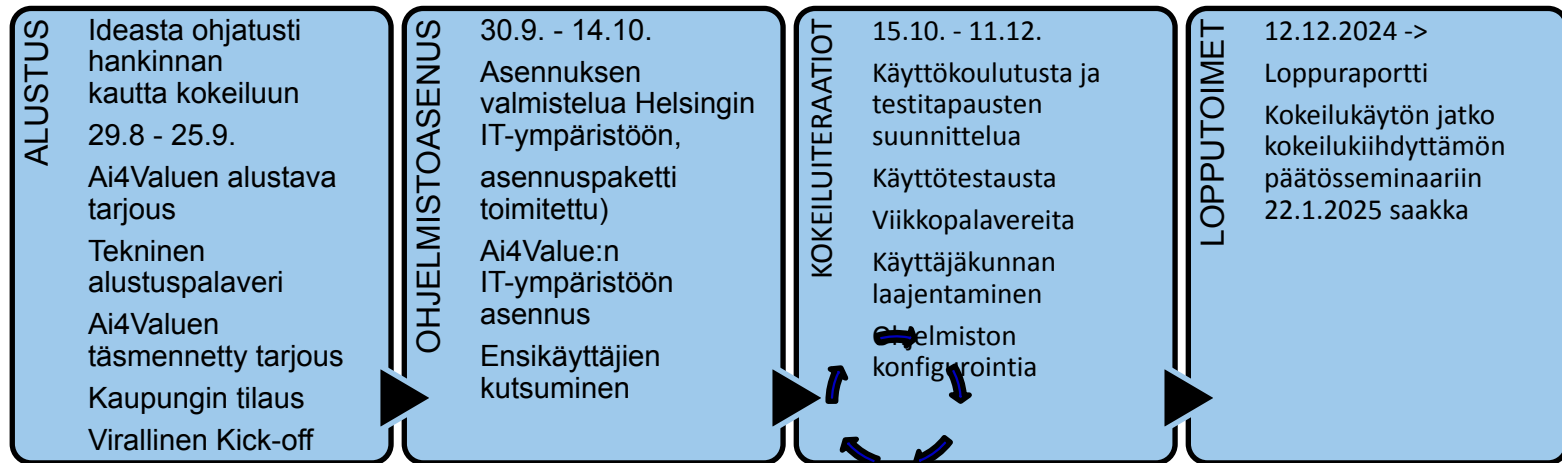 ALUSTUS
Ideasta ohjatusti
hankinnan
kautta kokeiluun
29.8 - 25.9.
Ai4Valuen alustava
tarjous
Tekninen
alustuspalaveri
Ai4Valuen
täsmennetty tarjous
Kaupungin tilaus
Virallinen Kick-off
OHJELMISTOASENUS
30.9. - 14.10.
Asennuksen
valmistelua Helsingin
IT-ympäristöön,
asennuspaketti
toimitettu)
Ai4Value:n
IT-ympäristöön
asennus
Ensikäyttäjien
kutsuminen
KOKEILUITERAATIOT
15.10. - 11.12.
Käyttökoulutusta ja
testitapausten
suunnittelua
Käyttötestausta
Viikkopalavereita
Käyttäjäkunnan
laajentaminen
Ohjelmiston
konfigurointia
LOPPUTOIMET
12.12.2024 ->
Loppuraportti
Kokeilukäytön jatko
kokeilukiihdyttämön
päätösseminaariin
22.1.2025 saakka